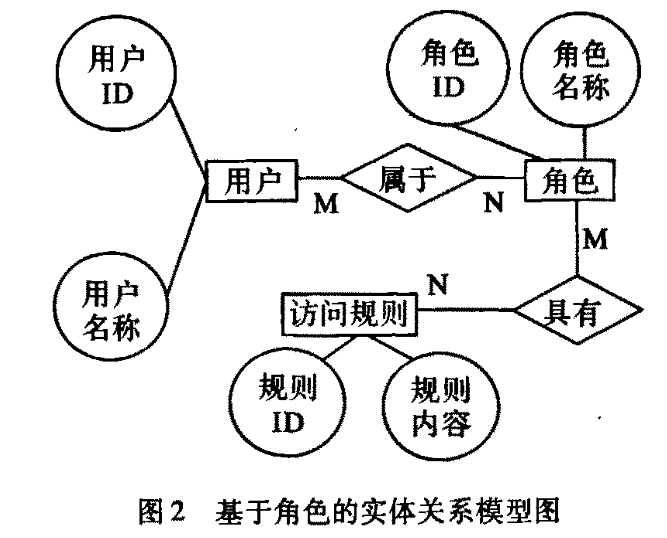 用户
ID
角色
ID
角色
名称
用户
M
属于
N
角色
M
用户
名称
访问规则
N
具有
规则
ID
规则
内容
图2 基于角色的实体关系模型图